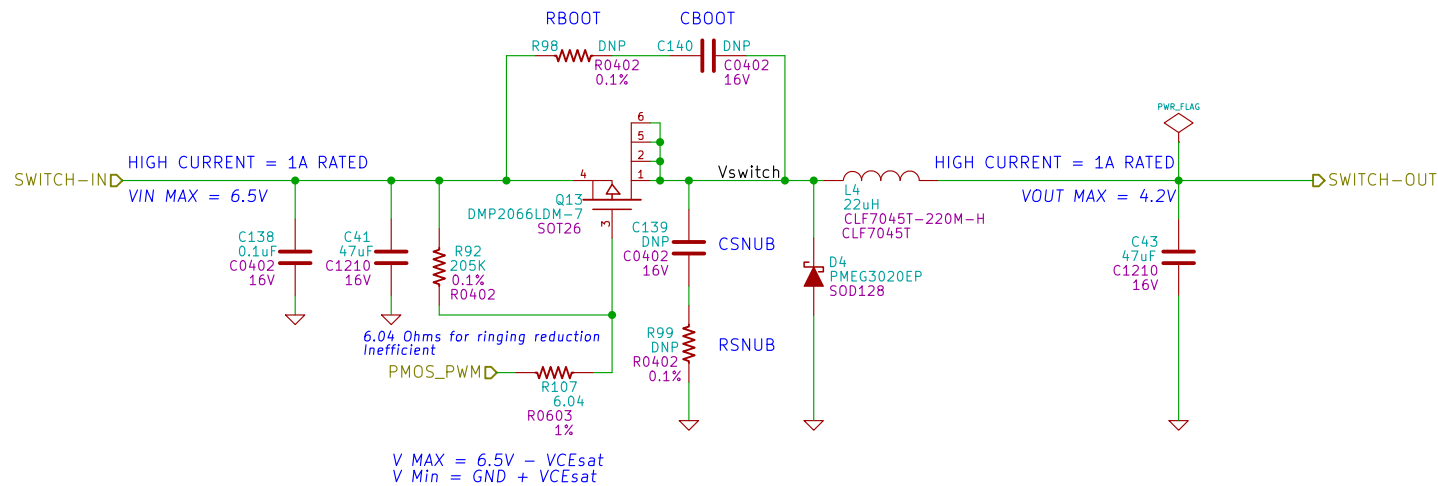 RBOOT
CBOOT
R98
DNP
R0402
0.1%
C140
DNP
C0402
16V
PWR_FLAG
6
5
2
1
4
3
HIGH CURRENT = 1A RATED
SWITCH-IN
VIN MAX = 6.5V
Vswitch
HIGH CURRENT = 1A RATED
SWITCH-OUT
VOUT MAX = 4.2V
Q13
DMP2066LDM-7
SOT26
L4
22uH
CLF7045T-220M-H
CLF7045T
C138
0.1uF
C0402
16V
C41
47uF
C1210
16V
R92
205K
0.1%
R0402
C139
DNP
C0402
16V
CSNUB
D4
PMEG3020EP
SOD128
C43
47uF
C1210
16V
6.04 Ohms for ringing reduction
Inefficient
R99
DNP
R0402
0.1%
RSNUB
PMOS_PWM
R107
6.04
R0603
1%
V MAX = 6.5V - VCEsat
V Min = GND + VCEsat